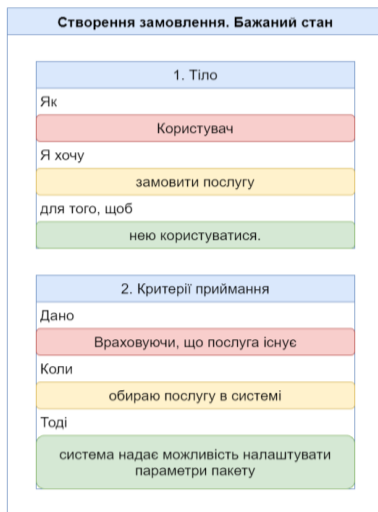 Створення замовлення. Бажаний стан
1. Тіло
Як
Користувач
Я хочу
замовити послугу
для того, щоб
нею користуватися.
2. Критерії приймання
Дано
Враховуючи, що послуга існує
Коли
обираю послугу в системі
Тоді
система надає можливість налаштувати
параметри пакету